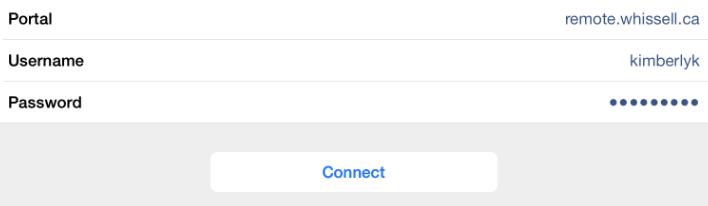 Portal remote.whissell.ca
Username kimberlyk
Password •••••••••
Connect